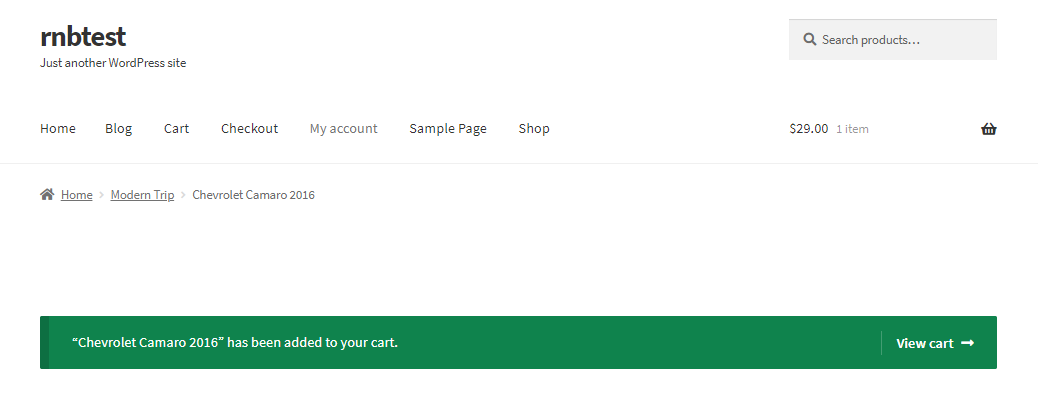 rnbtest
Just another WordPress site
Search products…
Home Blog Cart Checkout My account Sample Page Shop $29.00 1 item
Home Modern Trip Chevrolet Camaro 2016
“Chevrolet Camaro 2016” has been added to your cart. View cart